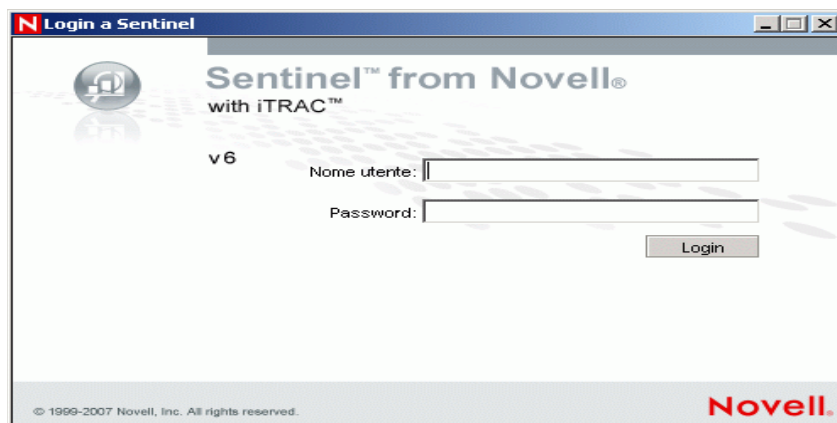 N Login a Sentinel
Sentinel™ from Novell®
with iTRAC™
v6
Nome utente:
Password:
Login
© 1999-2007 Novell, Inc. All rights reserved.
Novell®